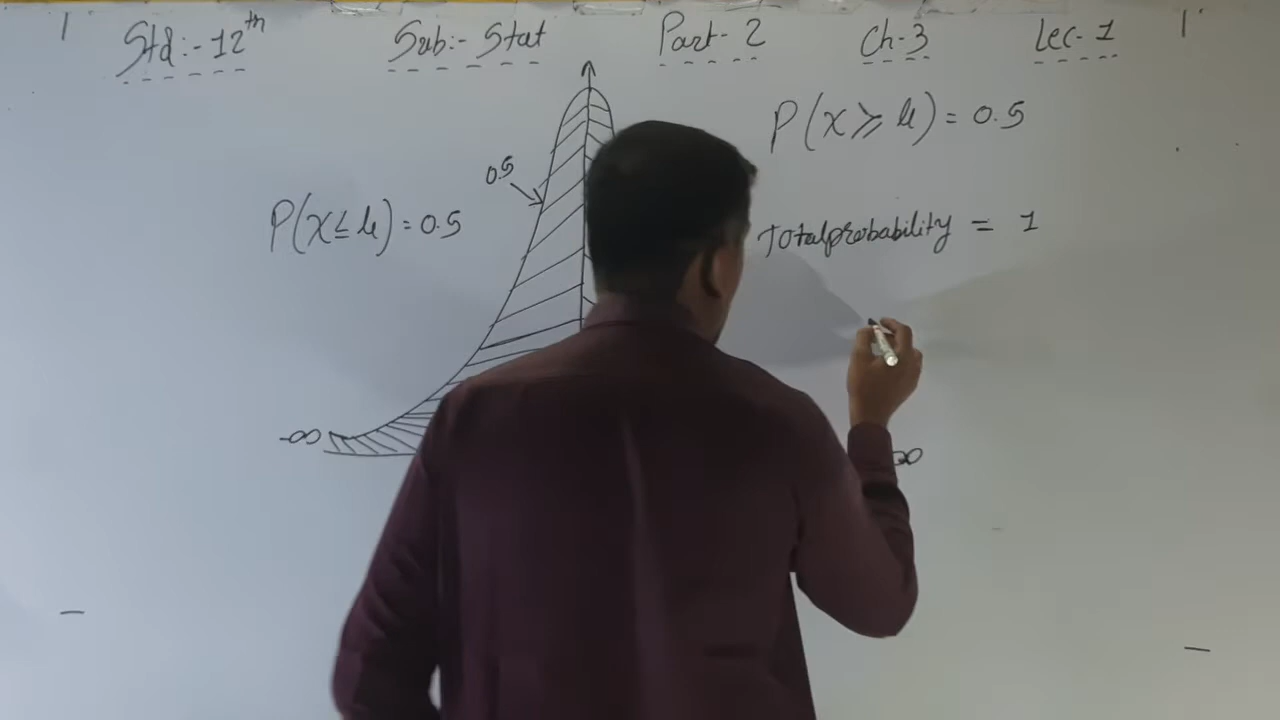 Std:- 12th Sub:- Stat Part- 2 Ch-3 Lec-1
P(x ⩾ μ) = 0.5
0.5
P(x ≤ μ) = 0.5
Total probability = 1
-∞
∞